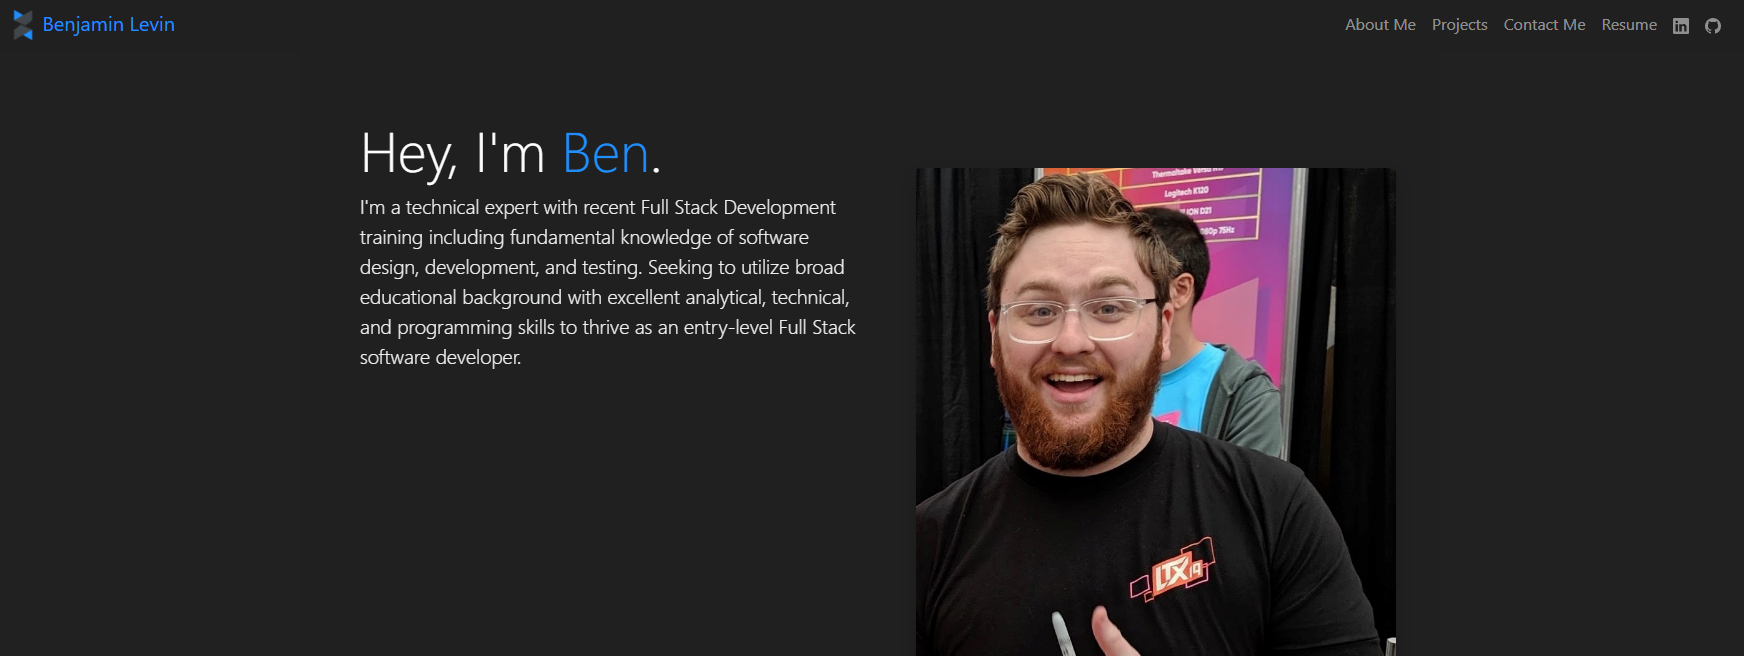 Benjamin Levin
About Me Projects Contact Me Resume
Hey, I'm Ben.
I'm a technical expert with recent Full Stack Development
training including fundamental knowledge of software
design, development, and testing. Seeking to utilize broad
educational background with excellent analytical, technical,
and programming skills to thrive as an entry-level Full Stack
software developer.
Logitech K120
75Hz
LTX19